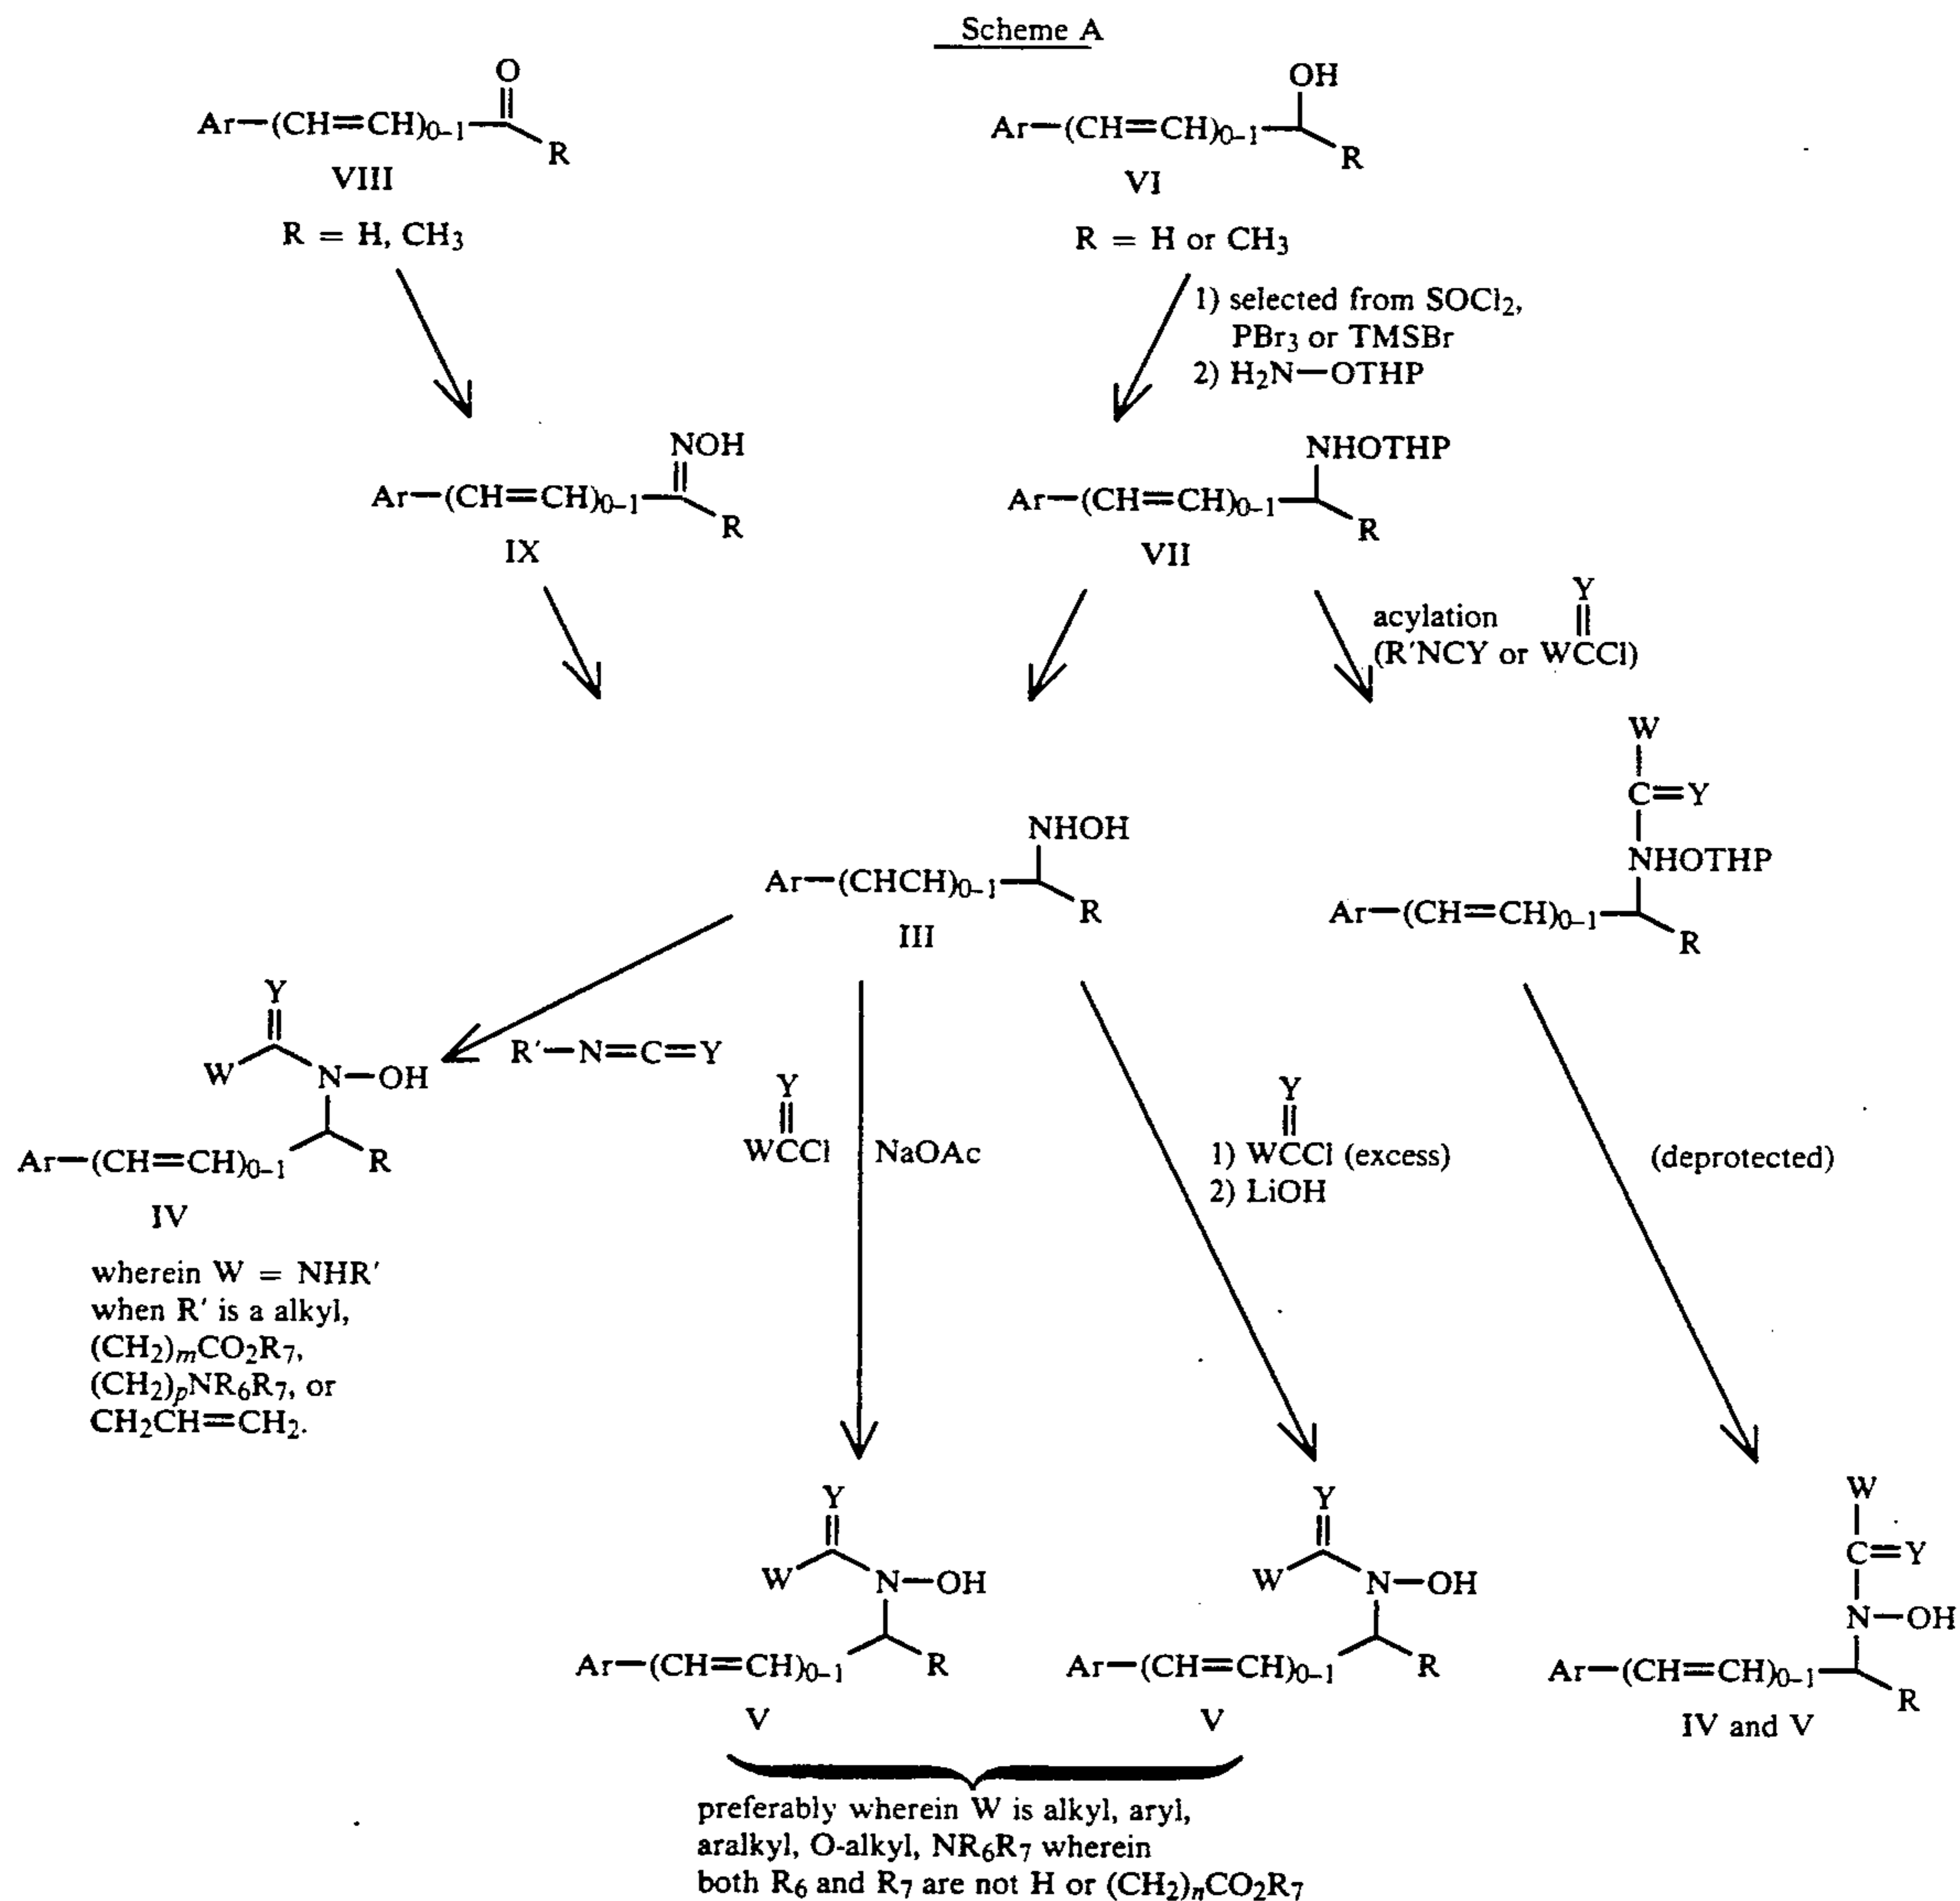 Scheme A
O
Ar—(CH=CH)0-1
R
VIII
R = H, CH3
OH
Ar—(CH=CH)0-1
R
VI
R = H or CH3
1) selected from SOCl2,
PBr3 or TMSBr
2) H2N—OTHP
NOH
Ar—(CH=CH)0-1
R
IX
NHOTHP
Ar—(CH=CH)0-1
R
VII
acylation
Y
(R'NCY or WCCl)
W
C=Y
NHOTHP
Ar—(CH=CH)0-1
R
NHOH
Ar—(CHCH)0-1
R
III
Y
W
N—OH
Ar—(CH=CH)0-1
R
IV
wherein W = NHR'
when R' is a alkyl,
(CH2)mCO2R7,
(CH2)pNR6R7, or
CH2CH=CH2.
R'—N=C=Y
Y
WCCl
NaOAc
Y
1) WCCl (excess)
2) LiOH
(deprotected)
Y
W
N—OH
Ar—(CH=CH)0-1
R
V
Y
W
N—OH
Ar—(CH=CH)0-1
R
V
W
C=Y
N—OH
Ar—(CH=CH)0-1
R
IV and V
preferably wherein W is alkyl, aryl,
aralkyl, O-alkyl, NR6R7 wherein
both R6 and R7 are not H or (CH2)nCO2R7